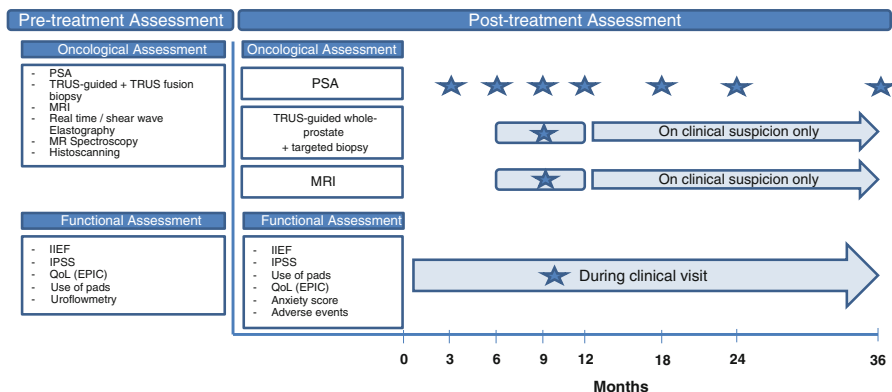 Pre-treatment Assessment
Post-treatment Assessment
Oncological Assessment
- PSA
- TRUS-guided + TRUS fusion
biopsy
- MRI
- Real time / shear wave
Elastography
- MR Spectroscopy
- Histoscanning
Functional Assessment
- IIEF
- IPSS
- QoL (EPIC)
- Use of pads
- Uroflowmetry
Oncological Assessment
PSA
TRUS-guided whole-
prostate
+ targeted biopsy
On clinical suspicion only
MRI
On clinical suspicion only
Functional Assessment
- IIEF
- IPSS
- Use of pads
- QoL (EPIC)
- Anxiety score
- Adverse events
During clinical visit
0 3 6 9 12 18 24 36
Months